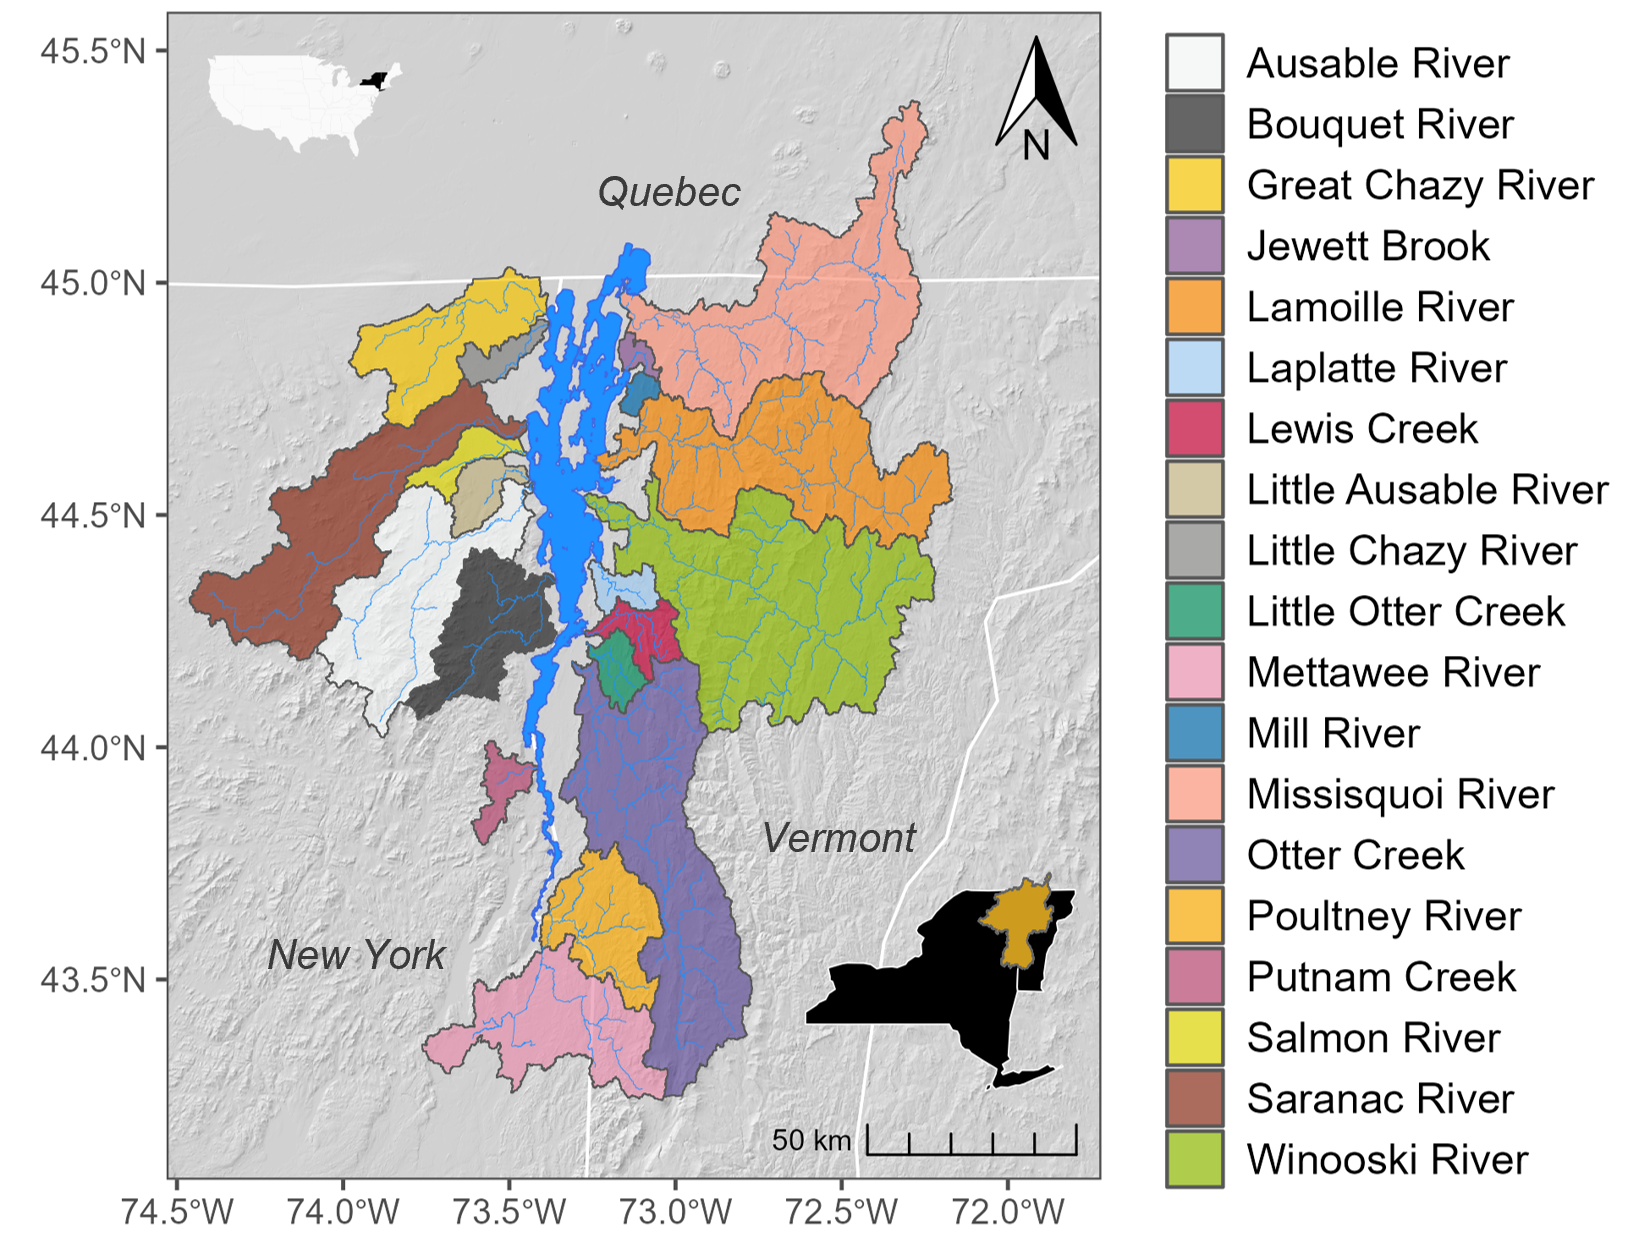 45.5°N
45.0°N
44.5°N
44.0°N
43.5°N
74.5°W
74.0°W
73.5°W
73.0°W
72.5°W
72.0°W
N
Quebec
Vermont
New York
50 km
Ausable River
Bouquet River
Great Chazy River
Jewett Brook
Lamoille River
Laplatte River
Lewis Creek
Little Ausable River
Little Chazy River
Little Otter Creek
Mettawee River
Mill River
Missisquoi River
Otter Creek
Poultney River
Putnam Creek
Salmon River
Saranac River
Winooski River